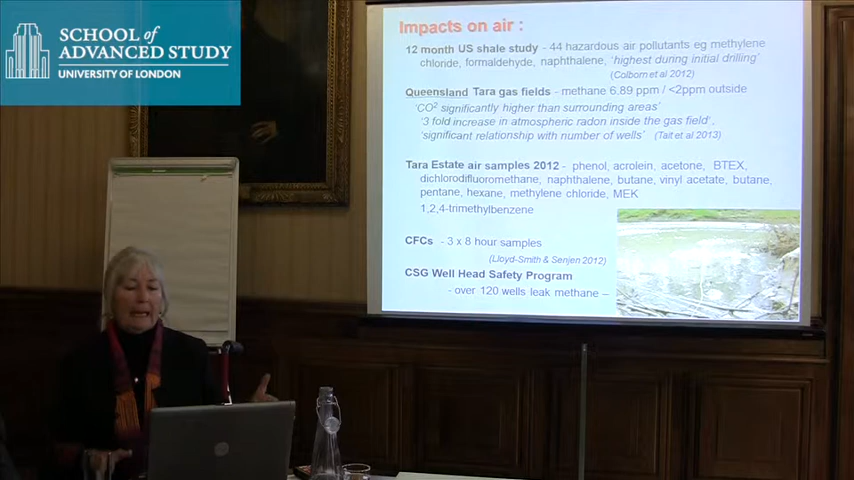 SCHOOL of
ADVANCED STUDY
UNIVERSITY OF LONDON
Impacts on air :
12 month US shale study - 44 hazardous air pollutants eg methylene
chloride, formaldehyde, naphthalene, 'highest during initial drilling'
(Colborn et al 2012)
Queensland Tara gas fields - methane 6.89 ppm / <2ppm outside
'CO² significantly higher than surrounding areas'
'3 fold increase in atmospheric radon inside the gas field',
'significant relationship with number of wells' (Tait et al 2013)
Tara Estate air samples 2012 - phenol, acrolein, acetone, BTEX,
dichlorodifluoromethane, naphthalene, butane, vinyl acetate, butane,
pentane, hexane, methylene chloride, MEK
1,2,4-trimethylbenzene
CFCs - 3 x 8 hour samples
(Lloyd-Smith & Senjen 2012)
CSG Well Head Safety Program
- over 120 wells leak methane –